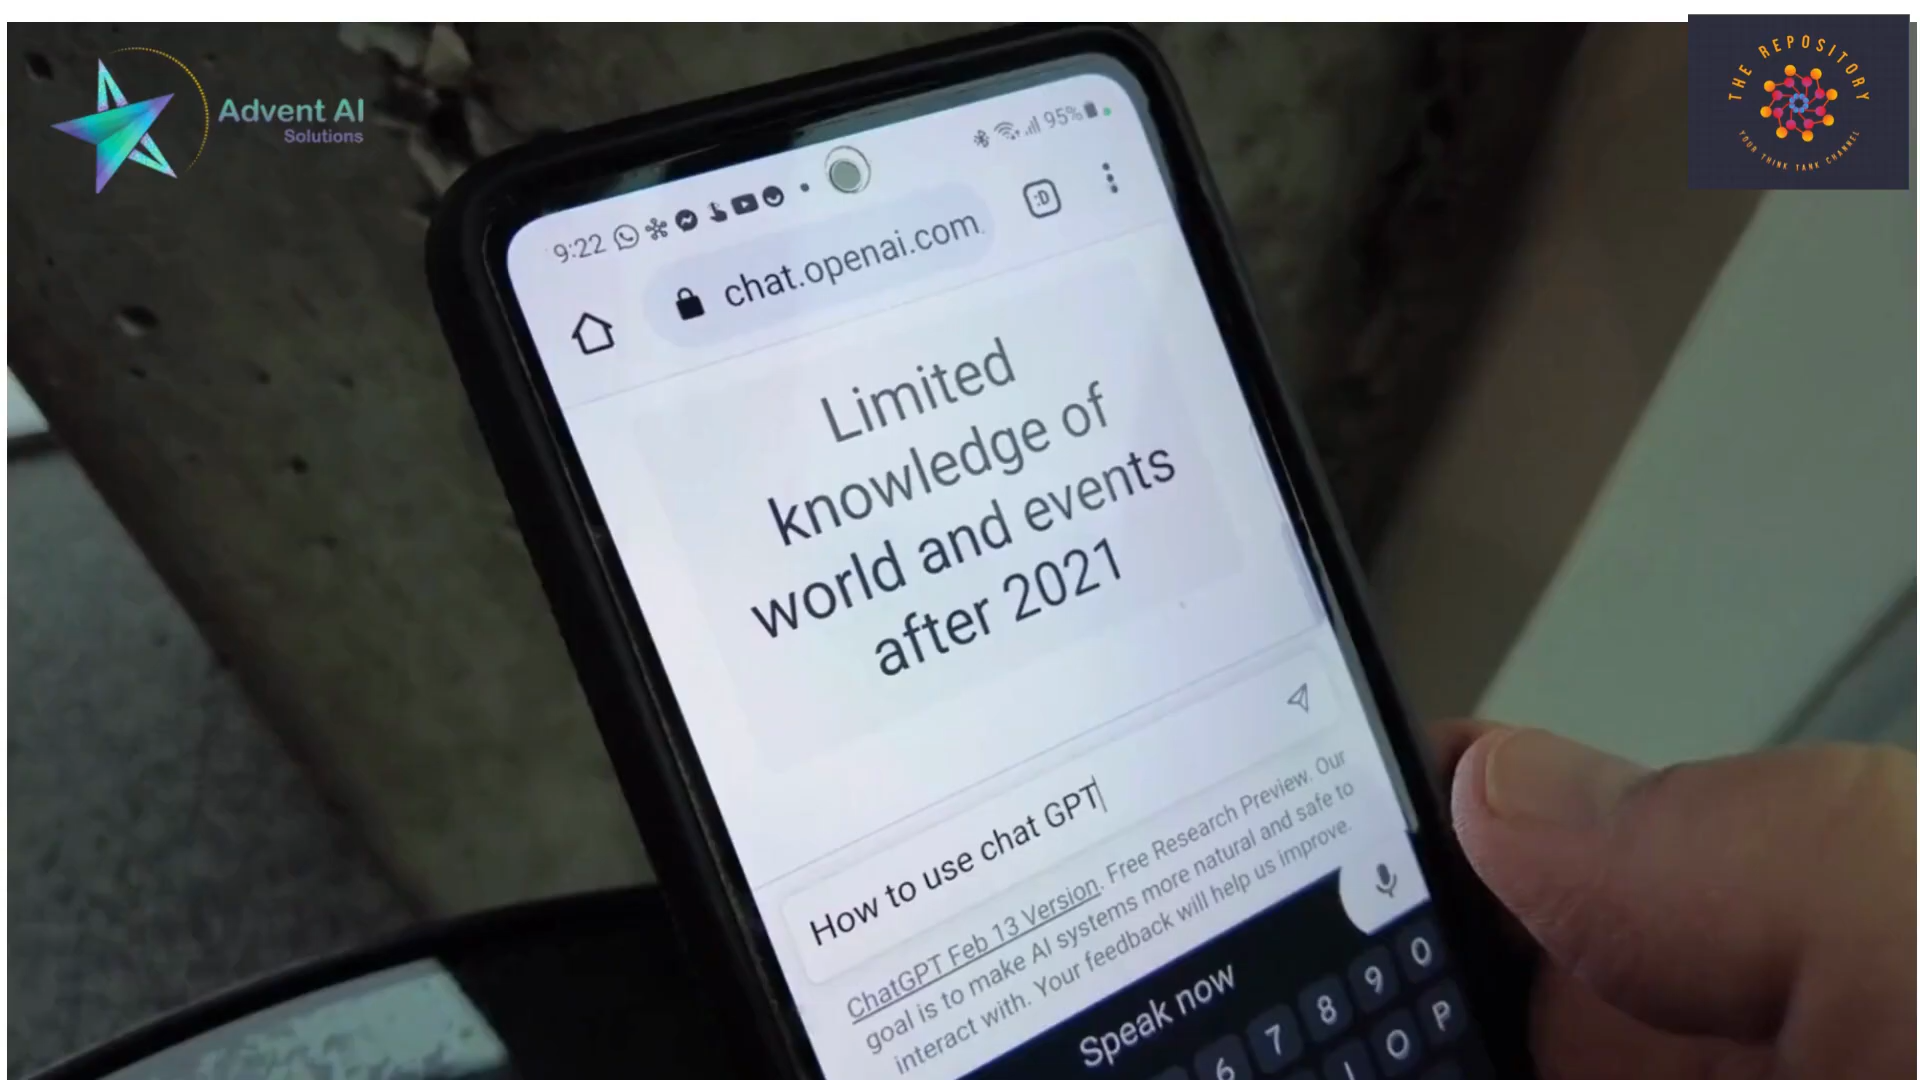 Advent AI
Solutions
THE REPOSITORY
YOUR THINK TANK CHANNEL
9:22
95%
:D
chat.openai.com
Limited
knowledge of
world and events
after 2021
How to use chat GPT
ChatGPT Feb 13 Version. Free Research Preview. Our
goal is to make AI systems more natural and safe to
interact with. Your feedback will help us improve.
Speak now
6 7 8 9 0
I O P